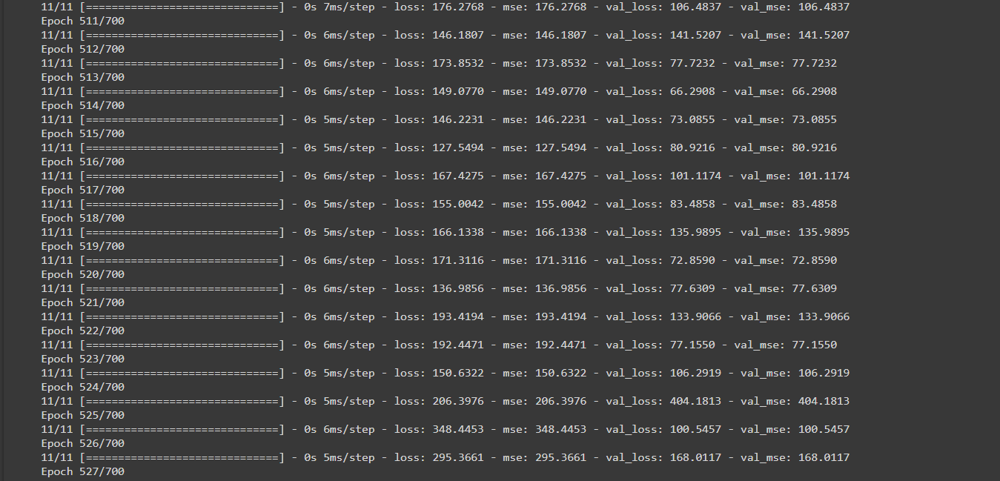 11/11 [==============================] - 0s 7ms/step - loss: 176.2768 - mse: 176.2768 - val_loss: 106.4837 - val_mse: 106.4837
Epoch 511/700
11/11 [==============================] - 0s 6ms/step - loss: 146.1807 - mse: 146.1807 - val_loss: 141.5207 - val_mse: 141.5207
Epoch 512/700
11/11 [==============================] - 0s 6ms/step - loss: 173.8532 - mse: 173.8532 - val_loss: 77.7232 - val_mse: 77.7232
Epoch 513/700
11/11 [==============================] - 0s 6ms/step - loss: 149.0770 - mse: 149.0770 - val_loss: 66.2908 - val_mse: 66.2908
Epoch 514/700
11/11 [==============================] - 0s 5ms/step - loss: 146.2231 - mse: 146.2231 - val_loss: 73.0855 - val_mse: 73.0855
Epoch 515/700
11/11 [==============================] - 0s 5ms/step - loss: 127.5494 - mse: 127.5494 - val_loss: 80.9216 - val_mse: 80.9216
Epoch 516/700
11/11 [==============================] - 0s 6ms/step - loss: 167.4275 - mse: 167.4275 - val_loss: 101.1174 - val_mse: 101.1174
Epoch 517/700
11/11 [==============================] - 0s 5ms/step - loss: 155.0042 - mse: 155.0042 - val_loss: 83.4858 - val_mse: 83.4858
Epoch 518/700
11/11 [==============================] - 0s 5ms/step - loss: 166.1338 - mse: 166.1338 - val_loss: 135.9895 - val_mse: 135.9895
Epoch 519/700
11/11 [==============================] - 0s 6ms/step - loss: 171.3116 - mse: 171.3116 - val_loss: 72.8590 - val_mse: 72.8590
Epoch 520/700
11/11 [==============================] - 0s 6ms/step - loss: 136.9856 - mse: 136.9856 - val_loss: 77.6309 - val_mse: 77.6309
Epoch 521/700
11/11 [==============================] - 0s 6ms/step - loss: 193.4194 - mse: 193.4194 - val_loss: 133.9066 - val_mse: 133.9066
Epoch 522/700
11/11 [==============================] - 0s 6ms/step - loss: 192.4471 - mse: 192.4471 - val_loss: 77.1550 - val_mse: 77.1550
Epoch 523/700
11/11 [==============================] - 0s 5ms/step - loss: 150.6322 - mse: 150.6322 - val_loss: 106.2919 - val_mse: 106.2919
Epoch 524/700
11/11 [==============================] - 0s 5ms/step - loss: 206.3976 - mse: 206.3976 - val_loss: 404.1813 - val_mse: 404.1813
Epoch 525/700
11/11 [==============================] - 0s 6ms/step - loss: 348.4453 - mse: 348.4453 - val_loss: 100.5457 - val_mse: 100.5457
Epoch 526/700
11/11 [==============================] - 0s 5ms/step - loss: 295.3661 - mse: 295.3661 - val_loss: 168.0117 - val_mse: 168.0117
Epoch 527/700